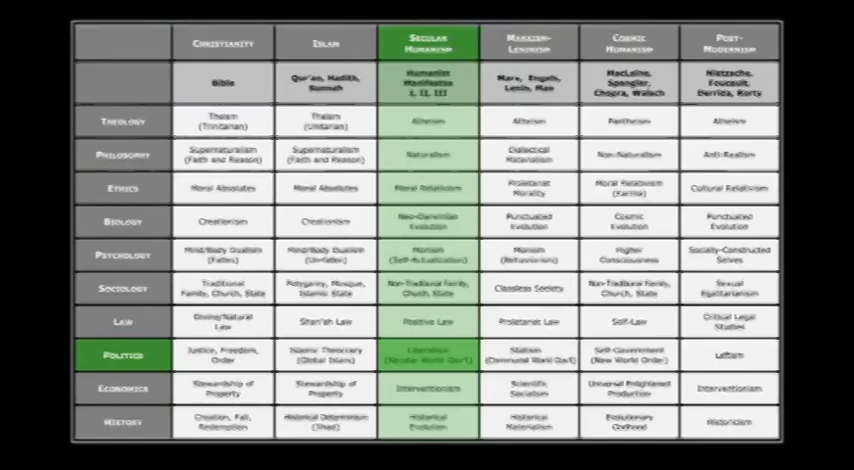 CHRISTIANITY
ISLAM
SECULAR
HUMANISM
MARXISM-
LENINISM
COSMIC
HUMANISM
POST-
MODERNISM
Bible
Qur'an, Hadith,
Sunnah
Humanist
Manifestos
I, II, III
Marx, Engels,
Lenin, Mao
MacLaine,
Spangler,
Chopra, Walsch
Nietzsche,
Foucault,
Derrida, Rorty
THEOLOGY
Theism
(Trinitarian)
Theism
(Unitarian)
Atheism
Atheism
Pantheism
Atheism
PHILOSOPHY
Supernaturalism
(Faith and Reason)
Supernaturalism
(Faith and Reason)
Naturalism
Dialectical
Materialism
Non-Naturalism
Anti-Realism
ETHICS
Moral Absolutes
Moral Absolutes
Moral Relativism
Proletariat
Morality
Moral Relativism
(Karma)
Cultural Relativism
BIOLOGY
Creationism
Creationism
Neo-Darwinian
Evolution
Punctuated
Evolution
Cosmic
Evolution
Punctuated
Evolution
PSYCHOLOGY
Mind/Body Dualism
(Fallen)
Mind/Body Dualism
(Unfallen)
Monism
(Self-Actualization)
Monism
(Behaviorism)
Higher
Consciousness
Socially-Constructed
Selves
SOCIOLOGY
Traditional
Family, Church, State
Polygamy, Mosque,
Islamic State
Non-Traditional Family,
Church, State
Classless Society
Non-Traditional Family,
Church, State
Sexual
Egalitarianism
LAW
Divine/Natural
Law
Shari'ah Law
Positive Law
Proletariat Law
Self-Law
Critical Legal
Studies
POLITICS
Justice, Freedom,
Order
Islamic Theocracy
(Global Islam)
Liberalism
(Secular World Gov't)
Statism
(Communist World Gov't)
Self-Government
(New World Order)
Leftism
ECONOMICS
Stewardship of
Property
Stewardship of
Property
Interventionism
Scientific
Socialism
Universal Enlightened
Production
Interventionism
HISTORY
Creation, Fall,
Redemption
Historical Determinism
(Jihad)
Historical
Evolution
Historical
Materialism
Evolutionary
Godhood
Historicism